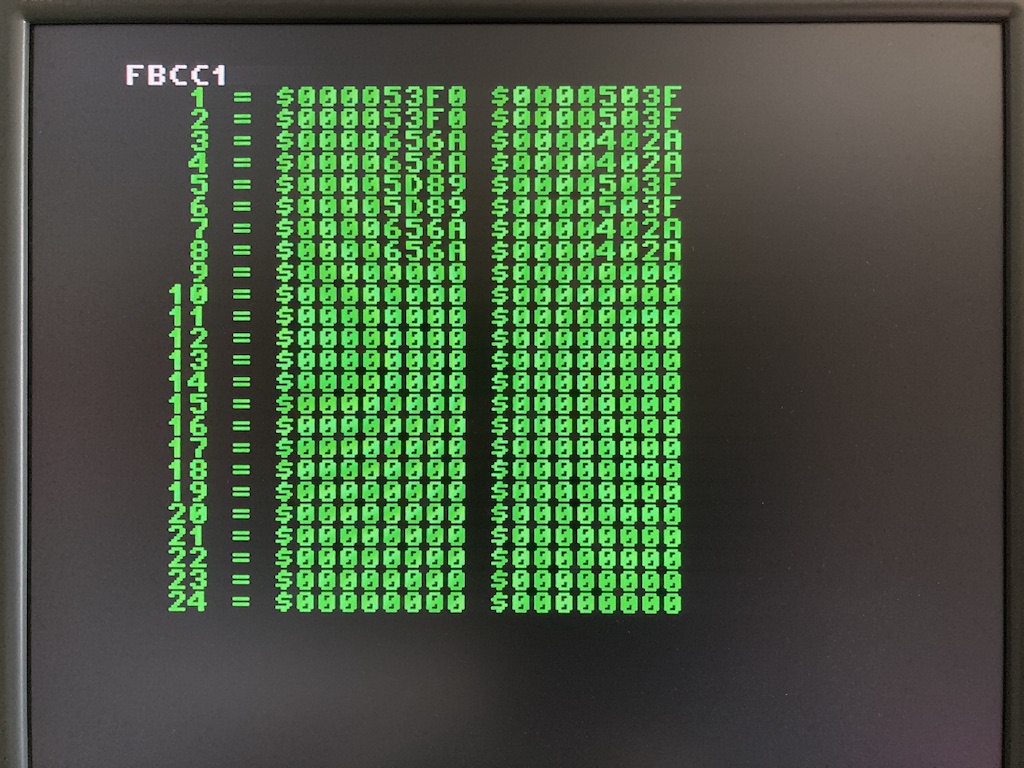 FBCC1
1 = $000053F0 $0000503F
2 = $000053F0 $0000503F
3 = $0000656A $0000402A
4 = $0000656A $0000402A
5 = $00005D89 $0000503F
6 = $00005D89 $0000503F
7 = $0000656A $0000402A
8 = $0000656A $0000402A
9 = $00000000 $00000000
10 = $00000000 $00000000
11 = $00000000 $00000000
12 = $00000000 $00000000
13 = $00000000 $00000000
14 = $00000000 $00000000
15 = $00000000 $00000000
16 = $00000000 $00000000
17 = $00000000 $00000000
18 = $00000000 $00000000
19 = $00000000 $00000000
20 = $00000000 $00000000
21 = $00000000 $00000000
22 = $00000000 $00000000
23 = $00000000 $00000000
24 = $00000000 $00000000